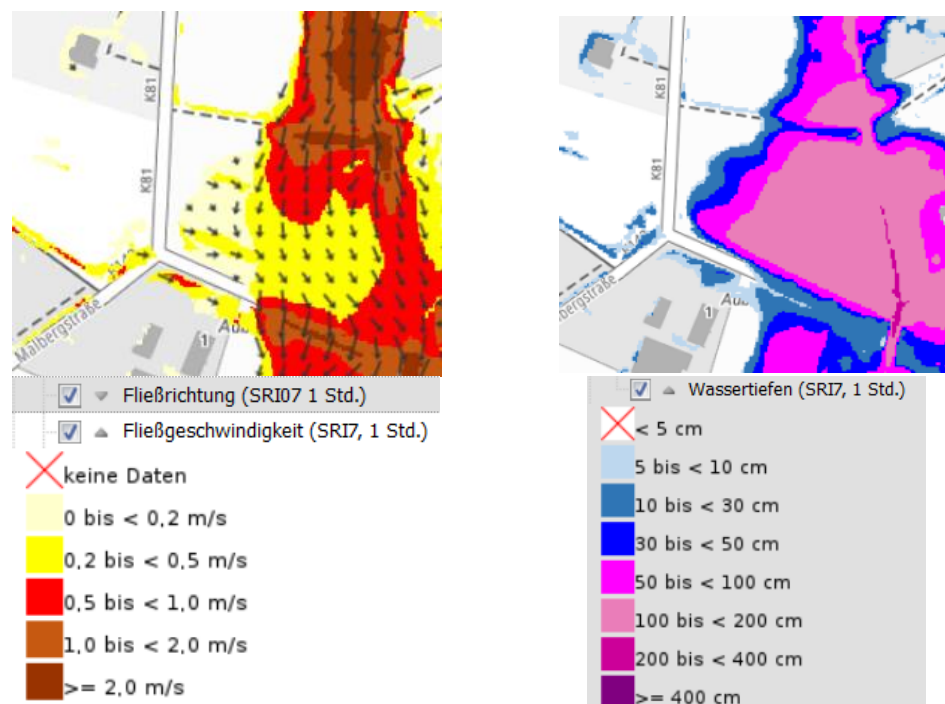 K81
K81
Malbergstraße
1
Fließrichtung (SRI07 1 Std.)
Fließgeschwindigkeit (SRI7, 1 Std.)
keine Daten
0 bis < 0,2 m/s
0,2 bis < 0,5 m/s
0,5 bis < 1,0 m/s
1,0 bis < 2,0 m/s
>= 2,0 m/s
K81
K81
1
Wassertiefen (SRI7, 1 Std.)
< 5 cm
5 bis < 10 cm
10 bis < 30 cm
30 bis < 50 cm
50 bis < 100 cm
100 bis < 200 cm
200 bis < 400 cm
>= 400 cm